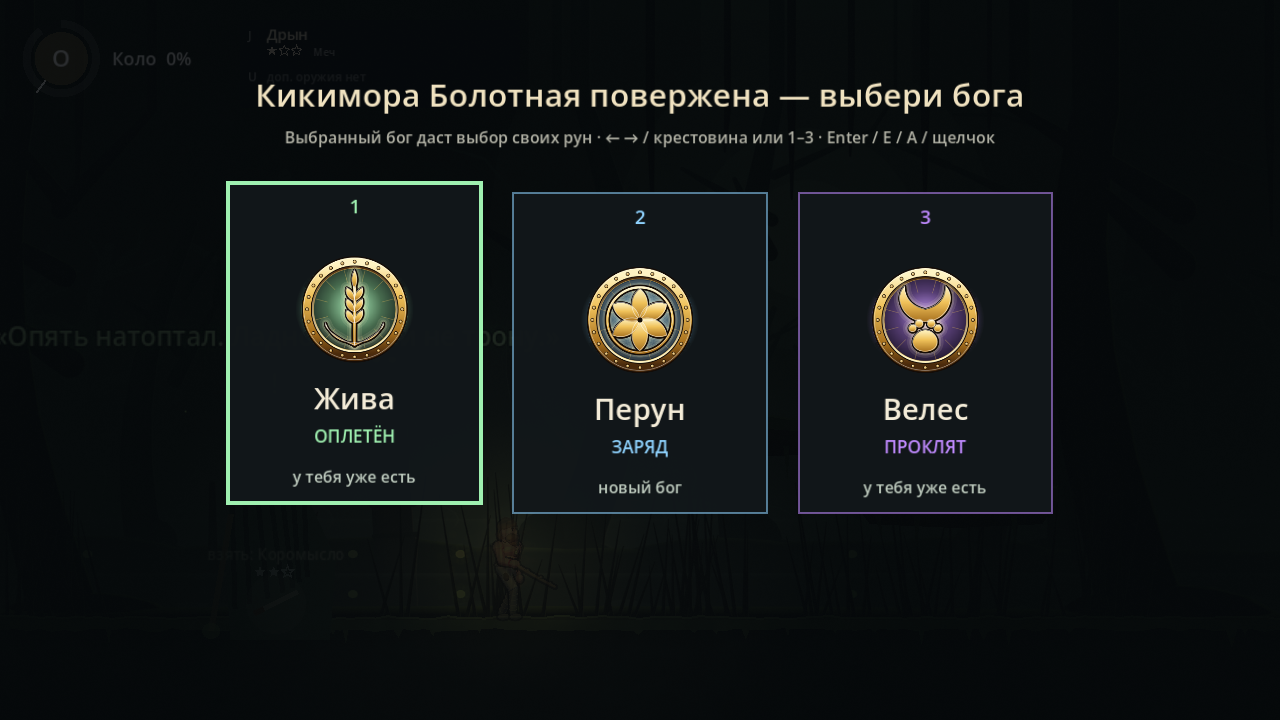 J Дрын
★☆☆ Меч
О
Коло 0%
U доп. оружия нет
Кикимора Болотная повержена — выбери бога
Выбранный бог даст выбор своих рун · ← → / крестовина или 1–3 · Enter / E / A / щелчок
1
Жива
ОПЛЕТЁН
у тебя уже есть
2
Перун
ЗАРЯД
новый бог
3
Велес
ПРОКЛЯТ
у тебя уже есть
«Опять натоптал.
взять: Коромысло
★★☆